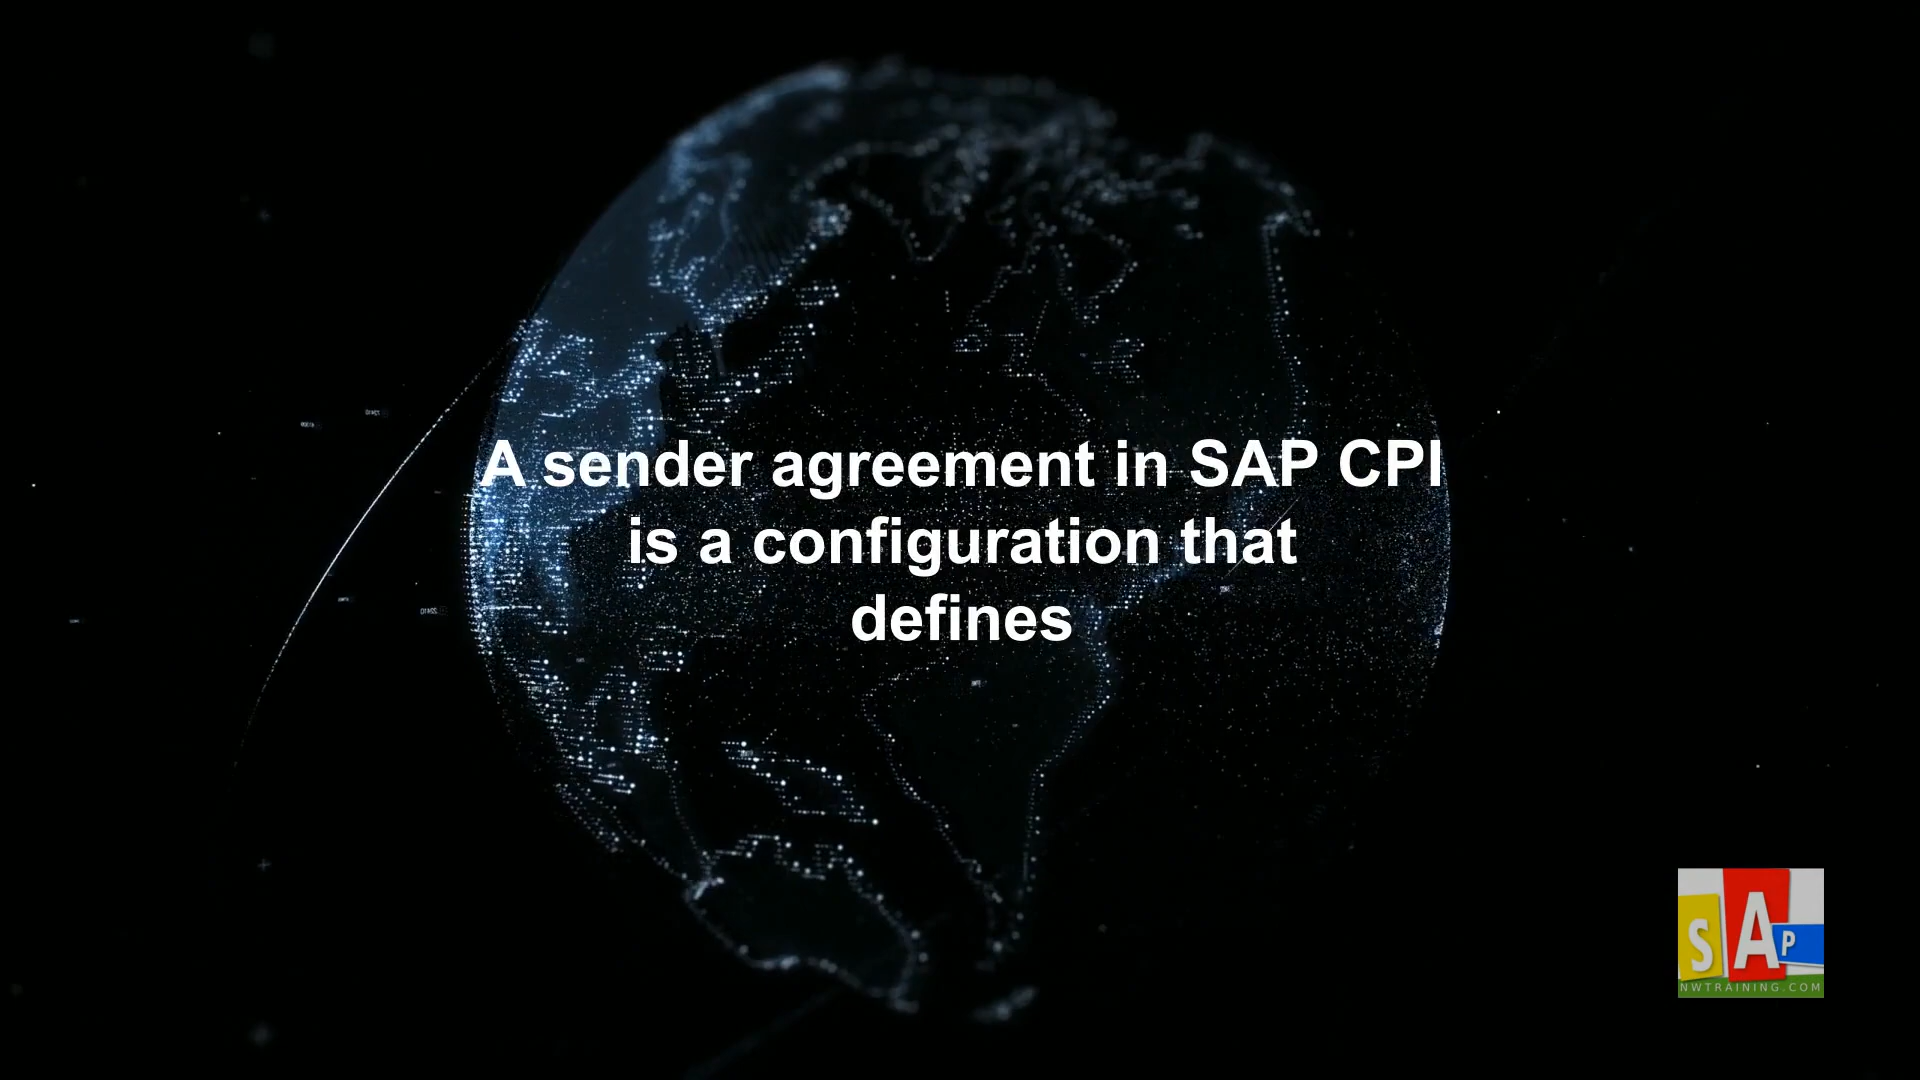 A sender agreement in SAP CPI
is a configuration that
defines
SAP
NWTRAINING.COM